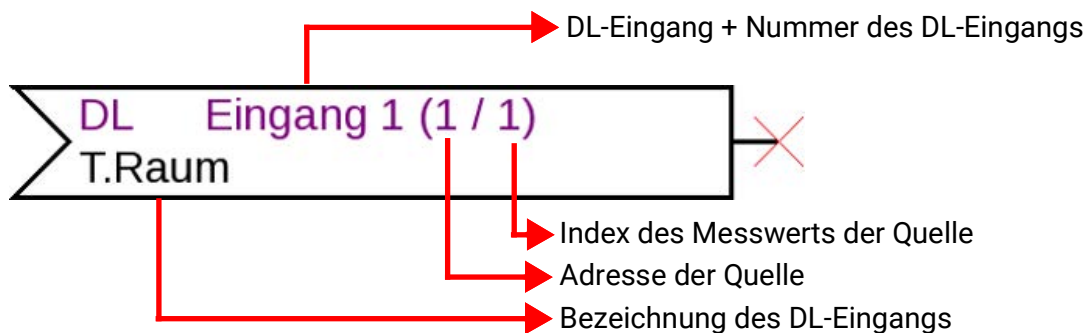 DL-Eingang + Nummer des DL-Eingangs
DL Eingang 1 (1 / 1)
T.Raum
Index des Messwerts der Quelle
Adresse der Quelle
Bezeichnung des DL-Eingangs